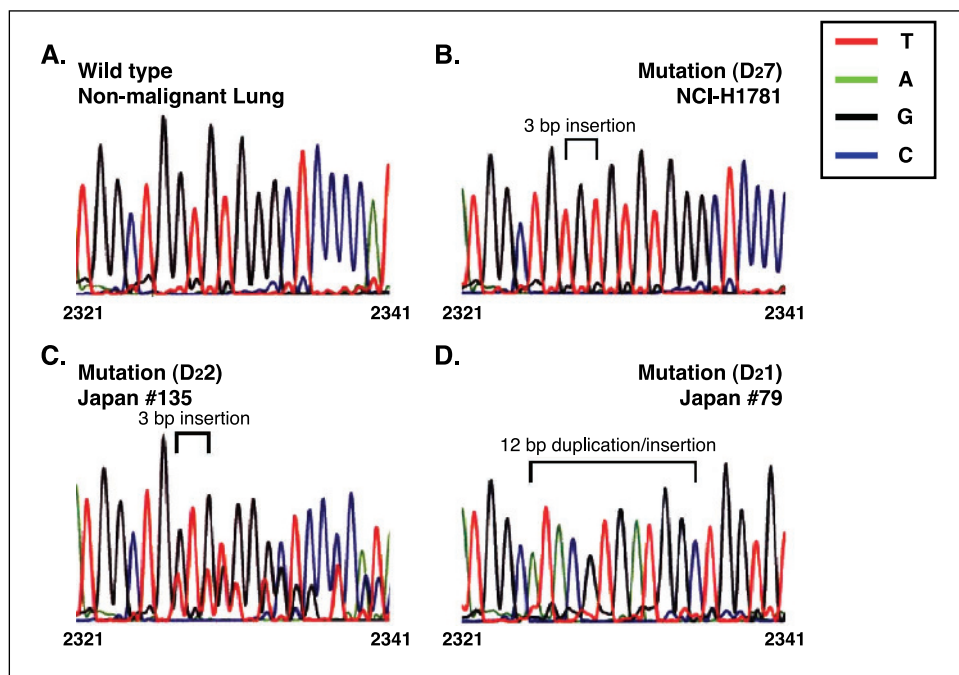 A.
Wild type
Non-malignant Lung
2321
2341
B.
Mutation (D27)
NCI-H1781
3 bp insertion
2321
2341
T
A
G
C
C.
Mutation (D22)
Japan #135
3 bp insertion
2321
2341
D.
Mutation (D21)
Japan #79
12 bp duplication/insertion
2321
2341